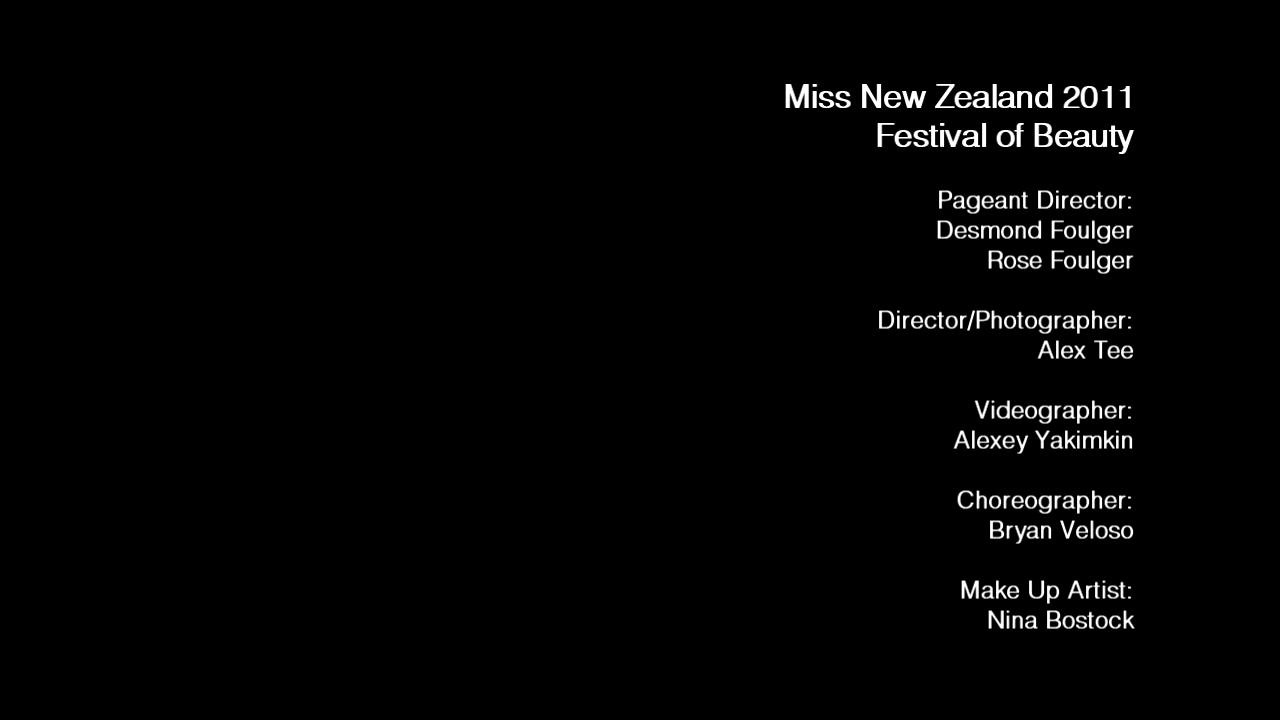 Miss New Zealand 2011
Festival of Beauty
Pageant Director:
Desmond Foulger
Rose Foulger
Director/Photographer:
Alex Tee
Videographer:
Alexey Yakimkin
Choreographer:
Bryan Veloso
Make Up Artist:
Nina Bostock